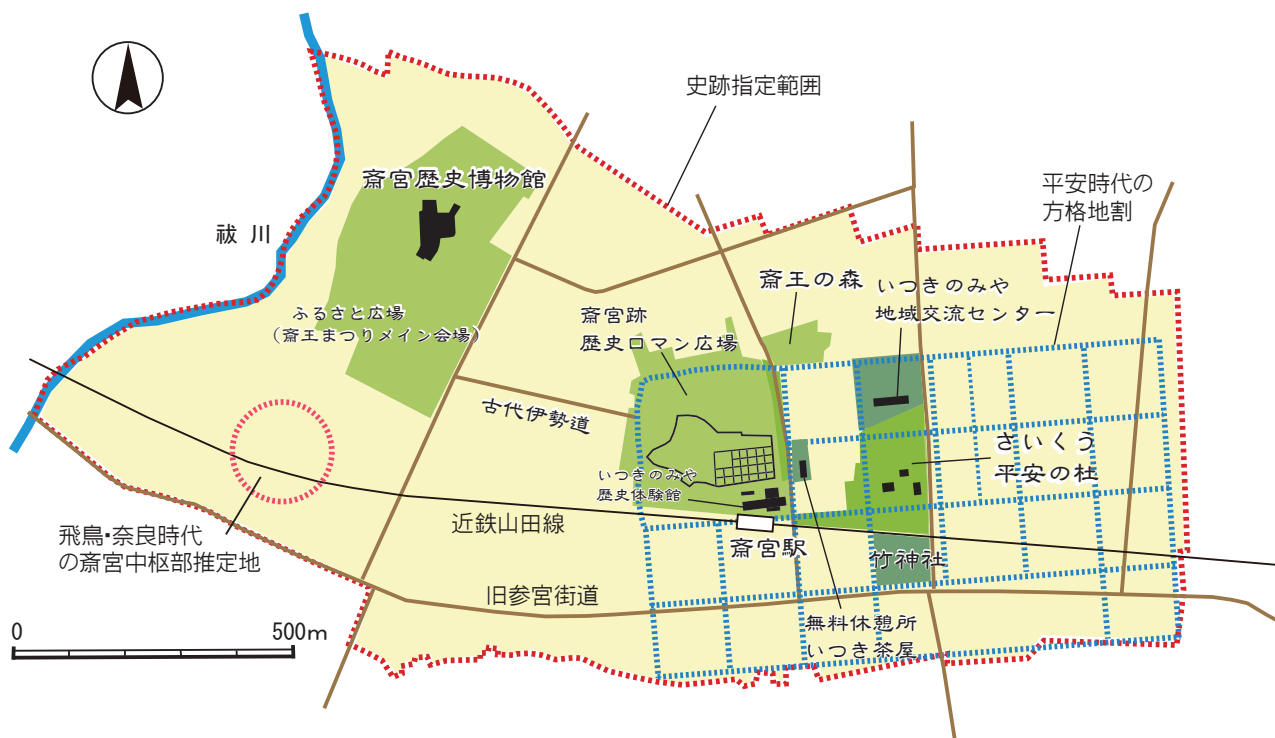 史跡指定範囲
平安時代の
方格地割
斎宮歴史博物館
祓川
ふるさと広場
(斎王まつりメイン会場)
斎宮跡
歴史ロマン広場
斎王の森
いつきのみや
地域交流センター
古代伊勢道
さいくう
平安の杜
いつきのみや
歴史体験館
飛鳥・奈良時代
の斎宮中枢部推定地
近鉄山田線
斎宮駅
竹神社
旧参宮街道
無料休憩所
いつき茶屋
0 500m